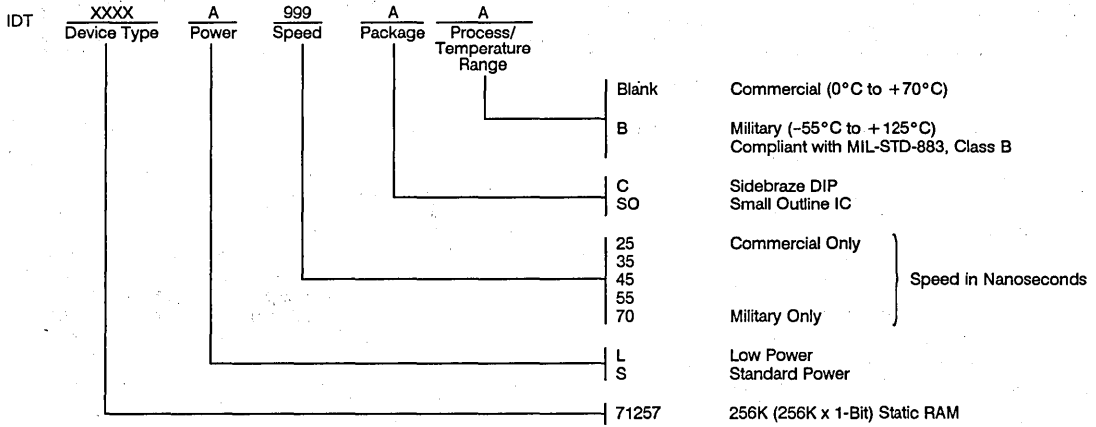 IDT XXXX A 999 A A
Device Type Power Speed Package Process/
Temperature
Range
Blank Commercial (0°C to +70°C)
B Military (–55°C to +125°C)
Compliant with MIL-STD-883, Class B
C Sidebraze DIP
SO Small Outline IC
25 Commercial Only
35
45 Speed in Nanoseconds
55
70 Military Only
L Low Power
S Standard Power
71257 256K (256K x 1-Bit) Static RAM